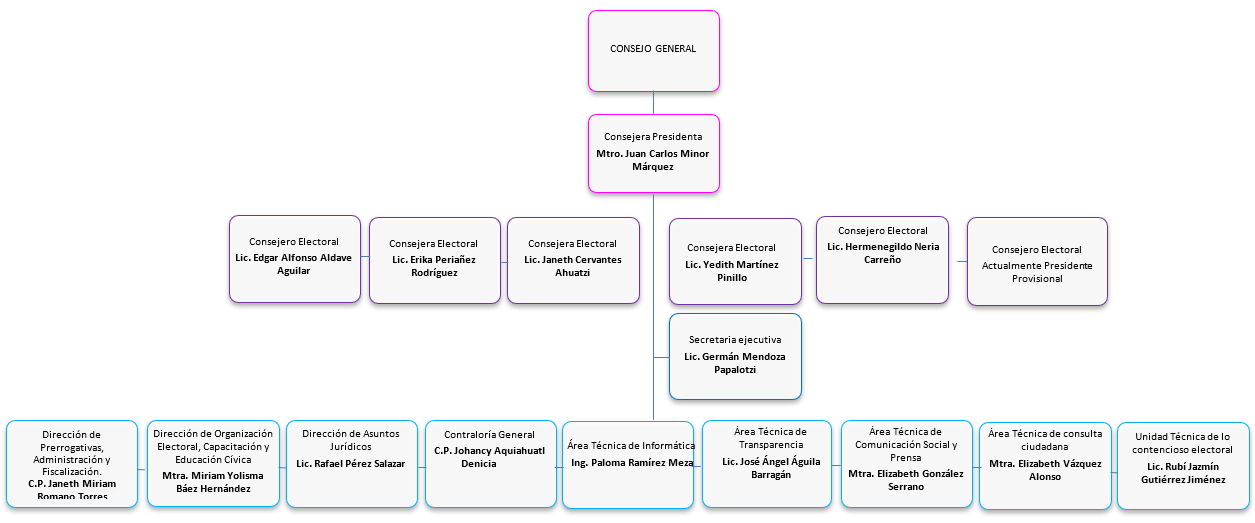 CONSEJO GENERAL
Consejera Presidenta
Mtro. Juan Carlos Minor
Márquez
Consejero Electoral
Lic. Edgar Alfonso Aldave
Aguilar
Consejera Electoral
Lic. Erika Periañez
Rodríguez
Consejera Electoral
Lic. Janeth Cervantes
Ahuatzi
Consejera Electoral
Lic. Yedith Martínez
Pinillo
Consejero Electoral
Lic. Hermenegildo Neria
Carreño
Consejero Electoral
Actualmente Presidente
Provisional
Secretaria ejecutiva
Lic. Germán Mendoza
Papalotzi
Dirección de
Prerrogativas,
Administración y
Fiscalización.
C.P. Janeth Miriam
Romano Torres
Dirección de Organización
Electoral, Capacitación y
Educación Cívica
Mtra. Miriam Yolisma
Báez Hernández
Dirección de Asuntos
Jurídicos
Lic. Rafael Pérez Salazar
Contraloría General
C.P. Johancy Aquiahuatl
Denicia
Área Técnica de Informática
Ing. Paloma Ramírez Meza
Área Técnica de
Transparencia
Lic. José Ángel Águila
Barragán
Área Técnica de
Comunicación Social y
Prensa
Mtra. Elizabeth González
Serrano
Área Técnica de consulta
ciudadana
Mtra. Elizabeth Vázquez
Alonso
Unidad Técnica de lo
contencioso electoral
Lic. Rubí Jazmín
Gutiérrez Jiménez